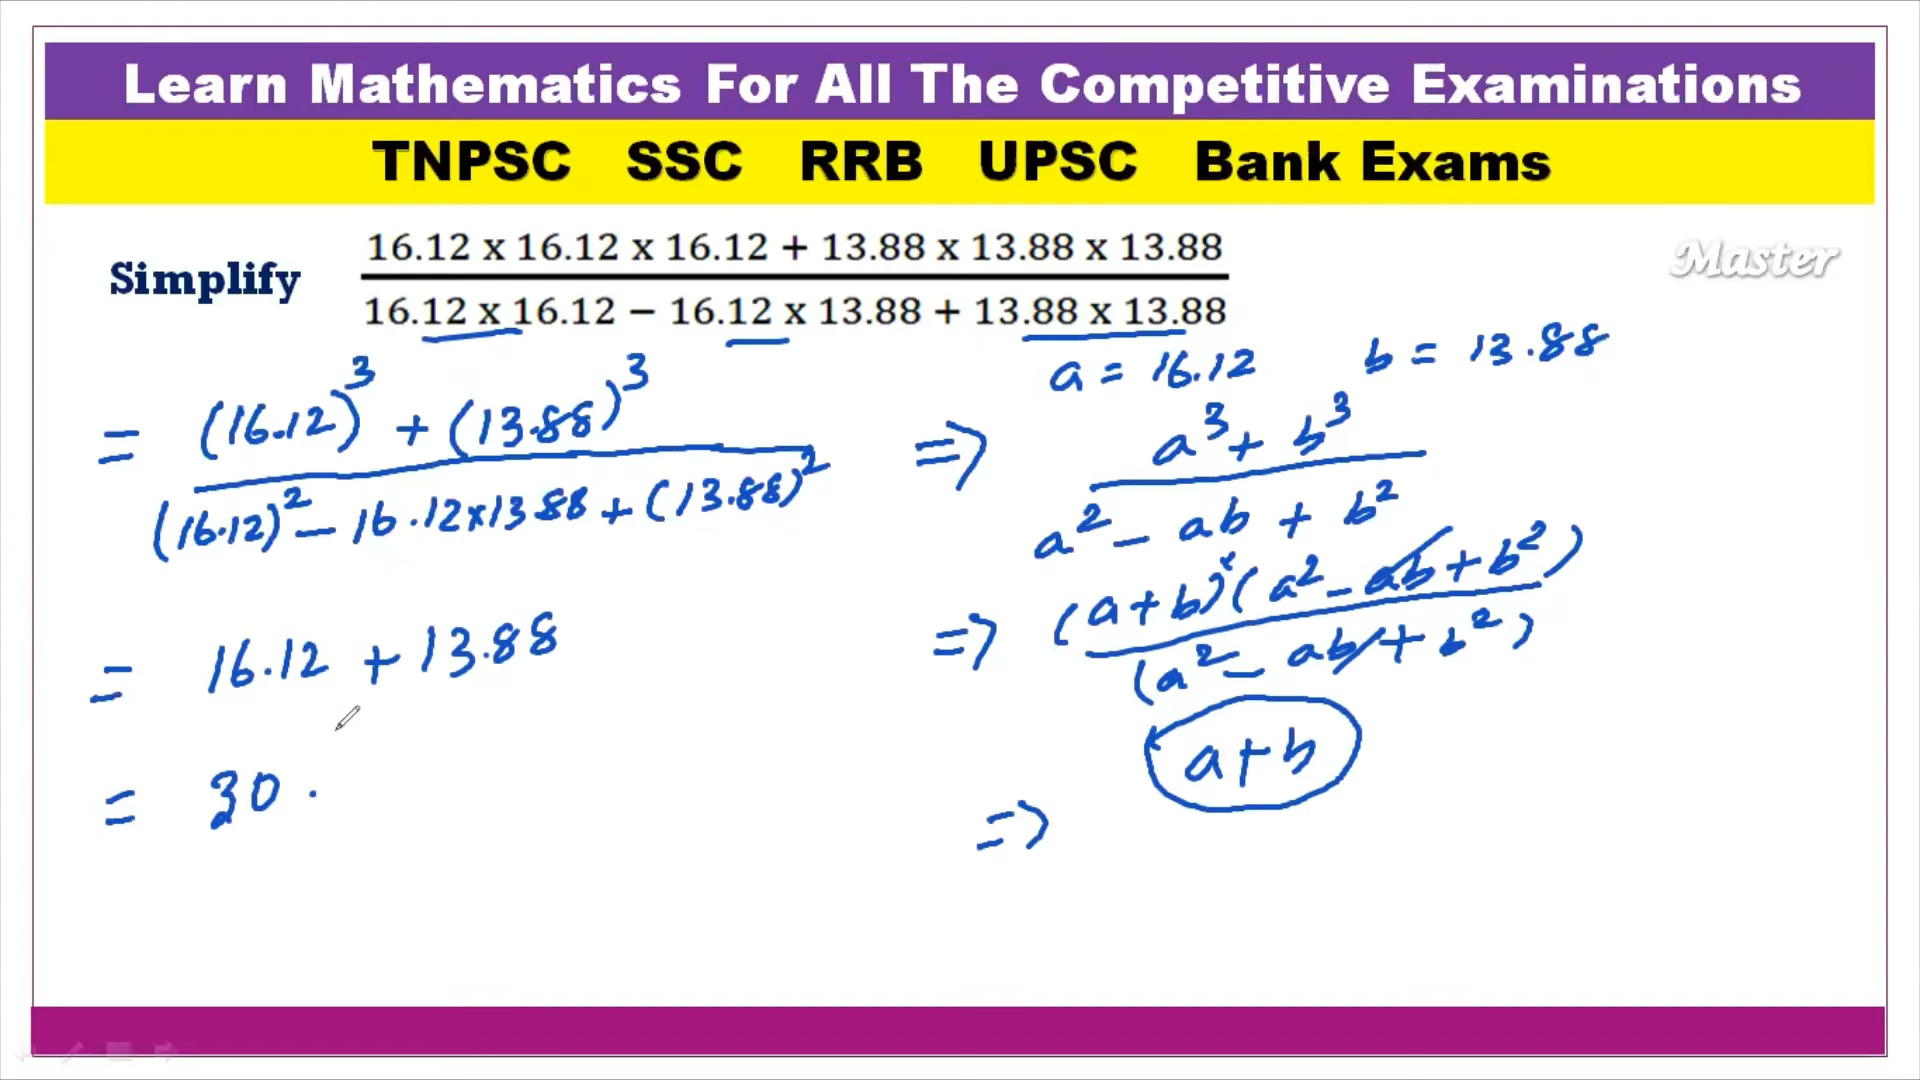 Learn Mathematics For All The Competitive Examinations
TNPSC SSC RRB UPSC Bank Exams
Simplify
16.12 x 16.12 x 16.12 + 13.88 x 13.88 x 13.88
16.12 x 16.12 − 16.12 x 13.88 + 13.88 x 13.88
Master
a = 16.12 b = 13.88
= (16.12)³ + (13.88)³
(16.12)² − 16.12×13.88 + (13.88)²
=> a³ + b³
a² − ab + b²
=> (a+b)(a² − ab + b²)
(a² − ab + b²)
= 16.12 + 13.88
a+b
= 30.
=>